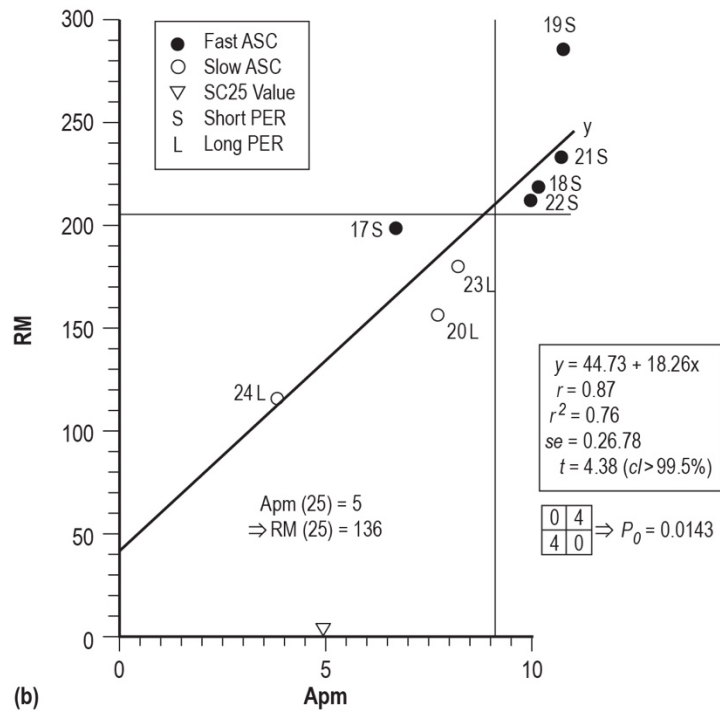 300
250
200
150
100
50
0
RM
Fast ASC
Slow ASC
SC25 Value
S Short PER
L Long PER
19 S
y
21 S
18 S
22 S
17 S
23 L
20 L
24 L
y = 44.73 + 18.26x
r = 0.87
r² = 0.76
se = 0.26.78
t = 4.38 (cl > 99.5%)
Apm (25) = 5
⇒ RM (25) = 136
0 4
4 0
⇒ P₀ = 0.0143
0 5 10
(b) Apm